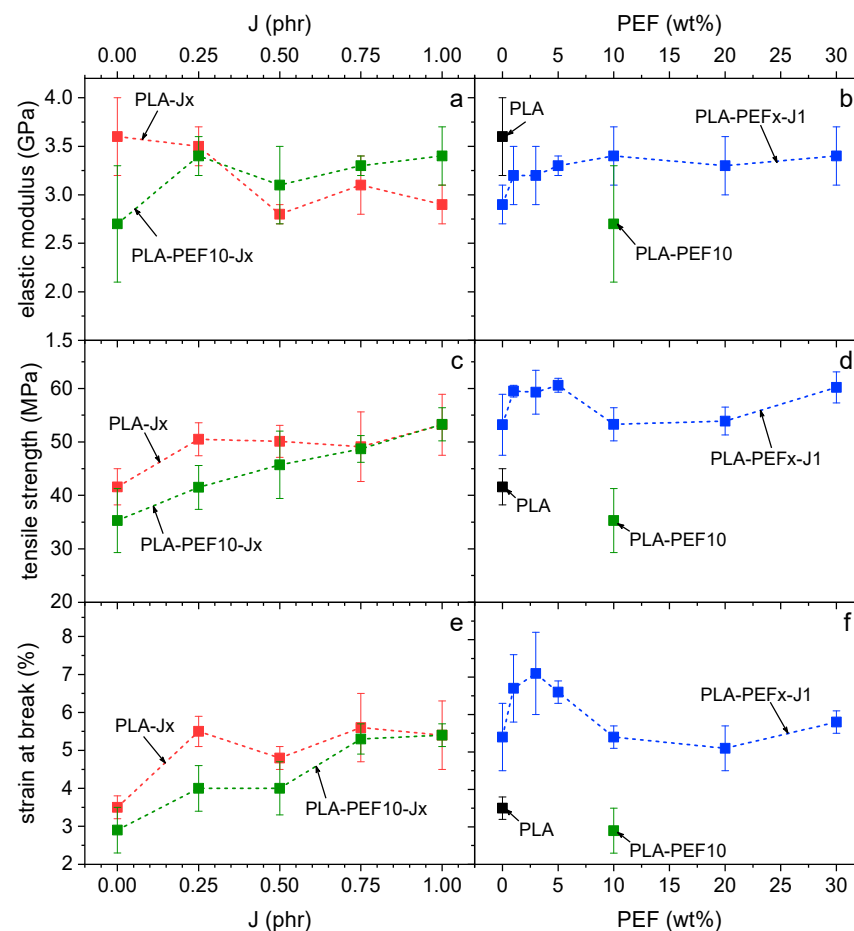 J (phr)
PEF (wt%)
0.00 0.25 0.50 0.75 1.00
0 5 10 15 20 25 30
elastic modulus (GPa)
4.0
3.5
3.0
2.5
2.0
1.5
PLA-Jx
a
PLA-PEF10-Jx
b
PLA
PLA-PEFx-J1
PLA-PEF10
tensile strength (MPa)
60
50
40
30
20
c
PLA-Jx
PLA-PEF10-Jx
d
PLA-PEFx-J1
PLA
PLA-PEF10
strain at break (%)
8
7
6
5
4
3
2
e
PLA-Jx
PLA-PEF10-Jx
f
PLA-PEFx-J1
PLA
PLA-PEF10
0.00 0.25 0.50 0.75 1.00
0 5 10 15 20 25 30
J (phr)
PEF (wt%)